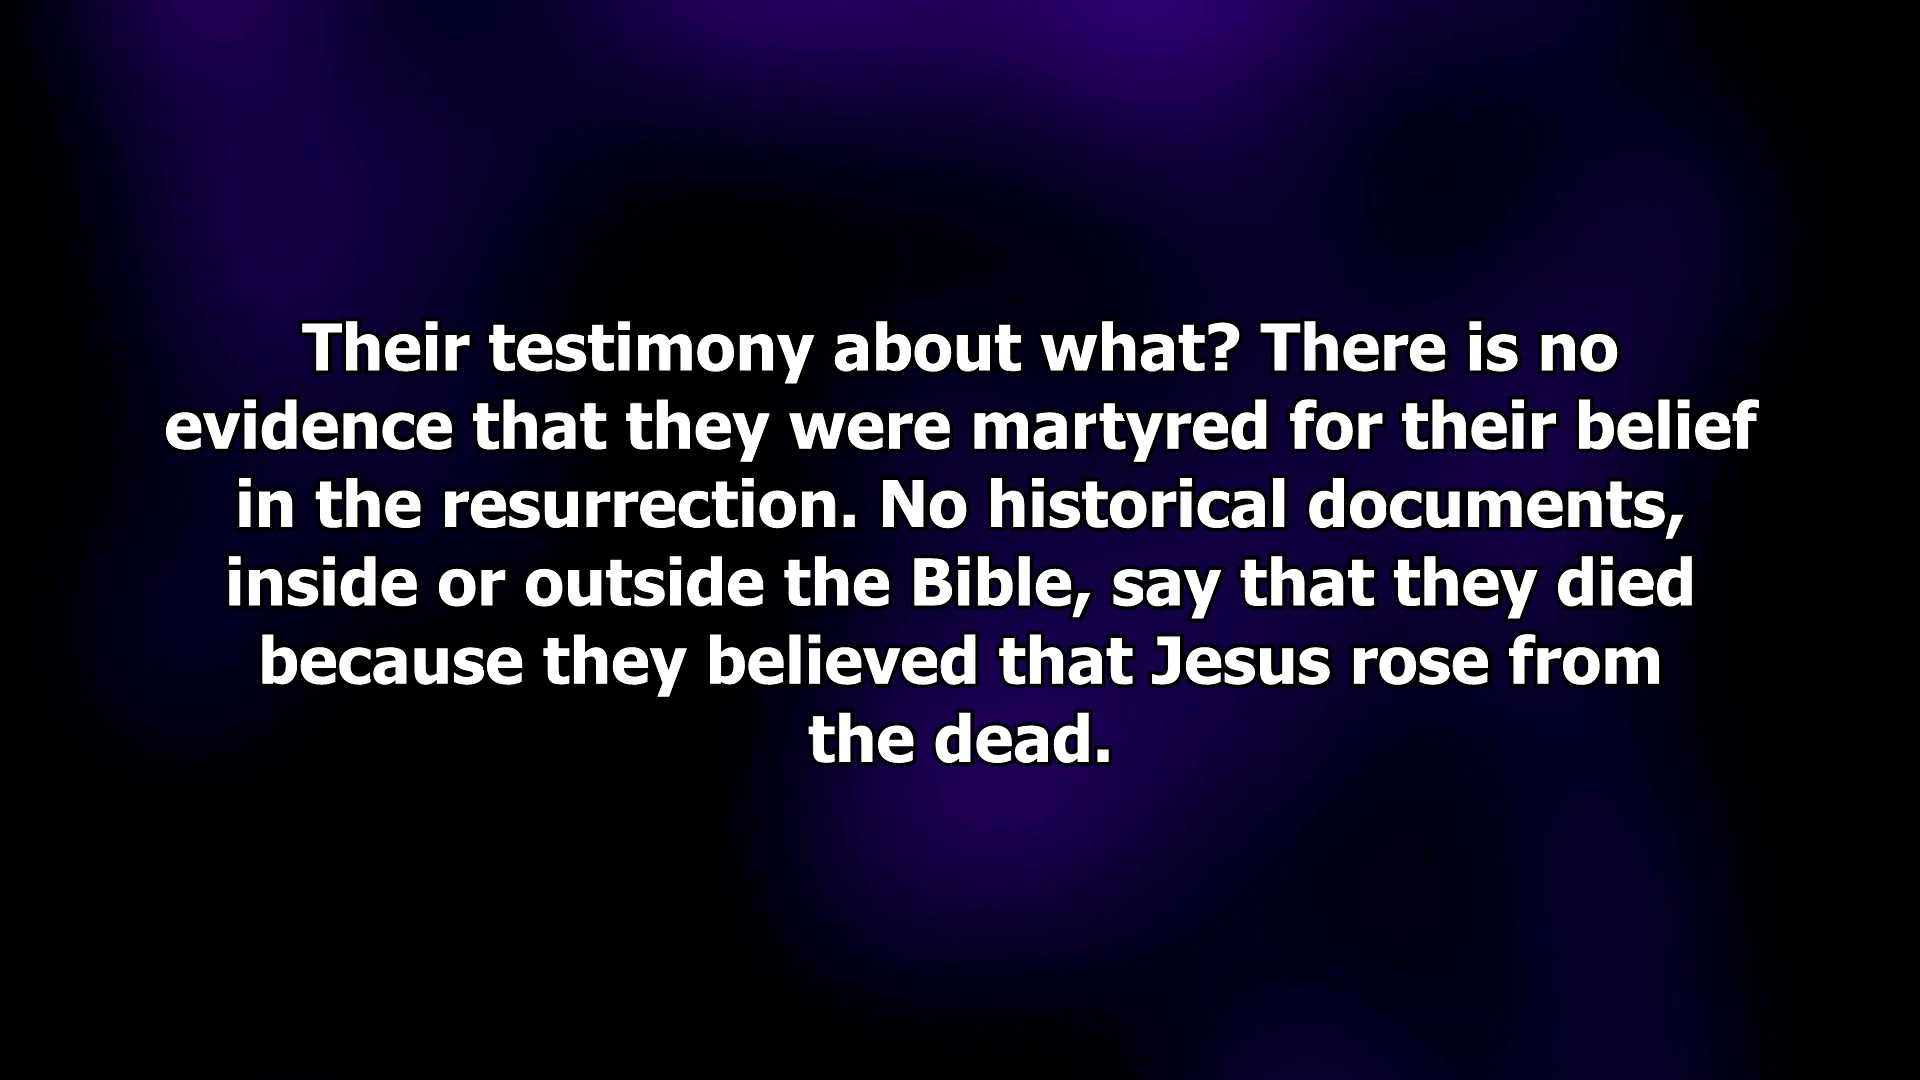 Their testimony about what? There is no
evidence that they were martyred for their belief
in the resurrection. No historical documents,
inside or outside the Bible, say that they died
because they believed that Jesus rose from
the dead.